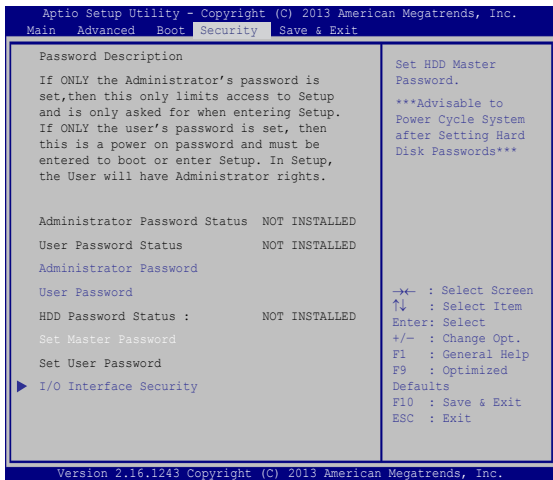 Aptio Setup Utility - Copyright (C) 2013 American Megatrends, Inc.
Main Advanced Boot Security Save & Exit
Password Description
If ONLY the Administrator's password is
set,then this only limits access to Setup
and is only asked for when entering Setup.
If ONLY the user's password is set, then
this is a power on password and must be
entered to boot or enter Setup. In Setup,
the User will have Administrator rights.
Administrator Password Status NOT INSTALLED
User Password Status NOT INSTALLED
Administrator Password
User Password
HDD Password Status : NOT INSTALLED
Set Master Password
Set User Password
I/O Interface Security
Set HDD Master
Password.
***Advisable to
Power Cycle System
after Setting Hard
Disk Passwords***
→← : Select Screen
↑↓ : Select Item
Enter: Select
+/— : Change Opt.
F1 : General Help
F9 : Optimized
Defaults
F10 : Save & Exit
ESC : Exit
Version 2.16.1243 Copyright (C) 2013 American Megatrends, Inc.